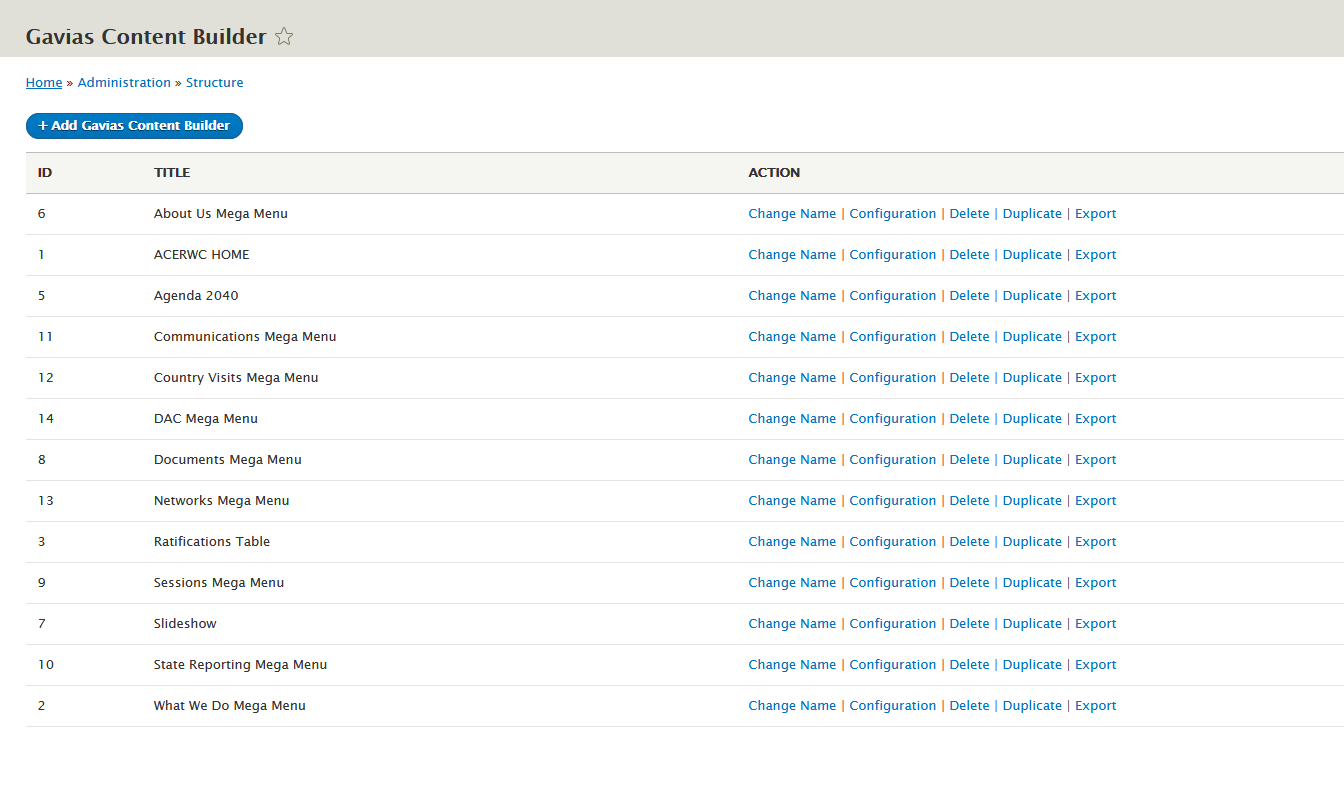 Gavias Content Builder
Home » Administration » Structure
+ Add Gavias Content Builder
ID TITLE ACTION
6 About Us Mega Menu Change Name | Configuration | Delete | Duplicate | Export
1 ACERWC HOME Change Name | Configuration | Delete | Duplicate | Export
5 Agenda 2040 Change Name | Configuration | Delete | Duplicate | Export
11 Communications Mega Menu Change Name | Configuration | Delete | Duplicate | Export
12 Country Visits Mega Menu Change Name | Configuration | Delete | Duplicate | Export
14 DAC Mega Menu Change Name | Configuration | Delete | Duplicate | Export
8 Documents Mega Menu Change Name | Configuration | Delete | Duplicate | Export
13 Networks Mega Menu Change Name | Configuration | Delete | Duplicate | Export
3 Ratifications Table Change Name | Configuration | Delete | Duplicate | Export
9 Sessions Mega Menu Change Name | Configuration | Delete | Duplicate | Export
7 Slideshow Change Name | Configuration | Delete | Duplicate | Export
10 State Reporting Mega Menu Change Name | Configuration | Delete | Duplicate | Export
2 What We Do Mega Menu Change Name | Configuration | Delete | Duplicate | Export